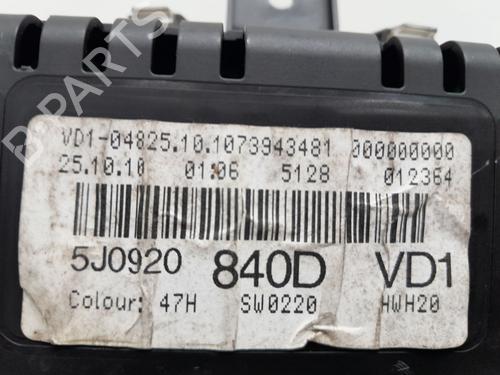 B-PARTS
VD1-04825.10.1073943481 000000000
25.10.10 01:06 5128 012364
5J0920 840D VD1
Colour: 47H SW0220 HWH20